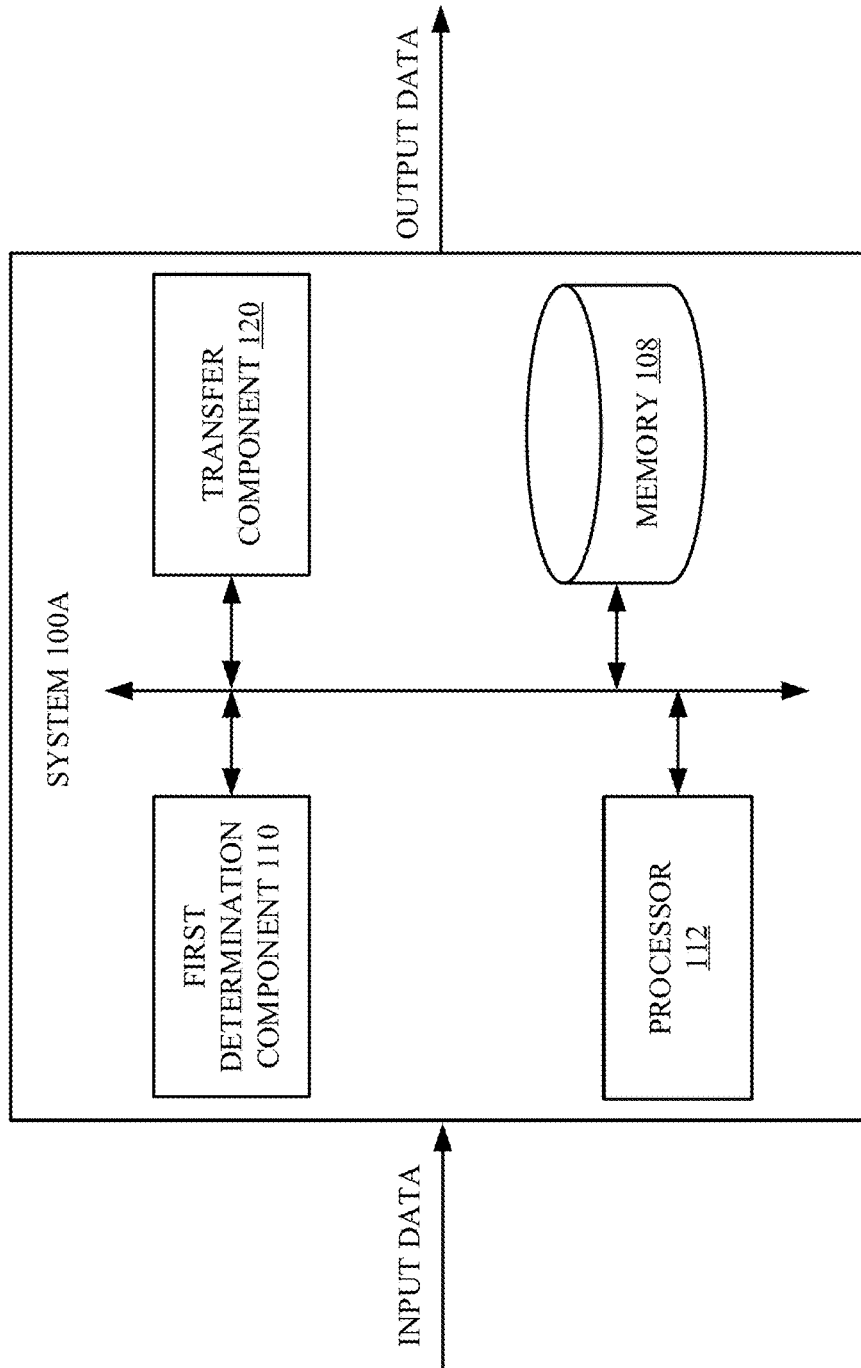 SYSTEM 100A
INPUT DATA
OUTPUT DATA
FIRST
DETERMINATION
COMPONENT 110
TRANSFER
COMPONENT 120
PROCESSOR
112
MEMORY 108